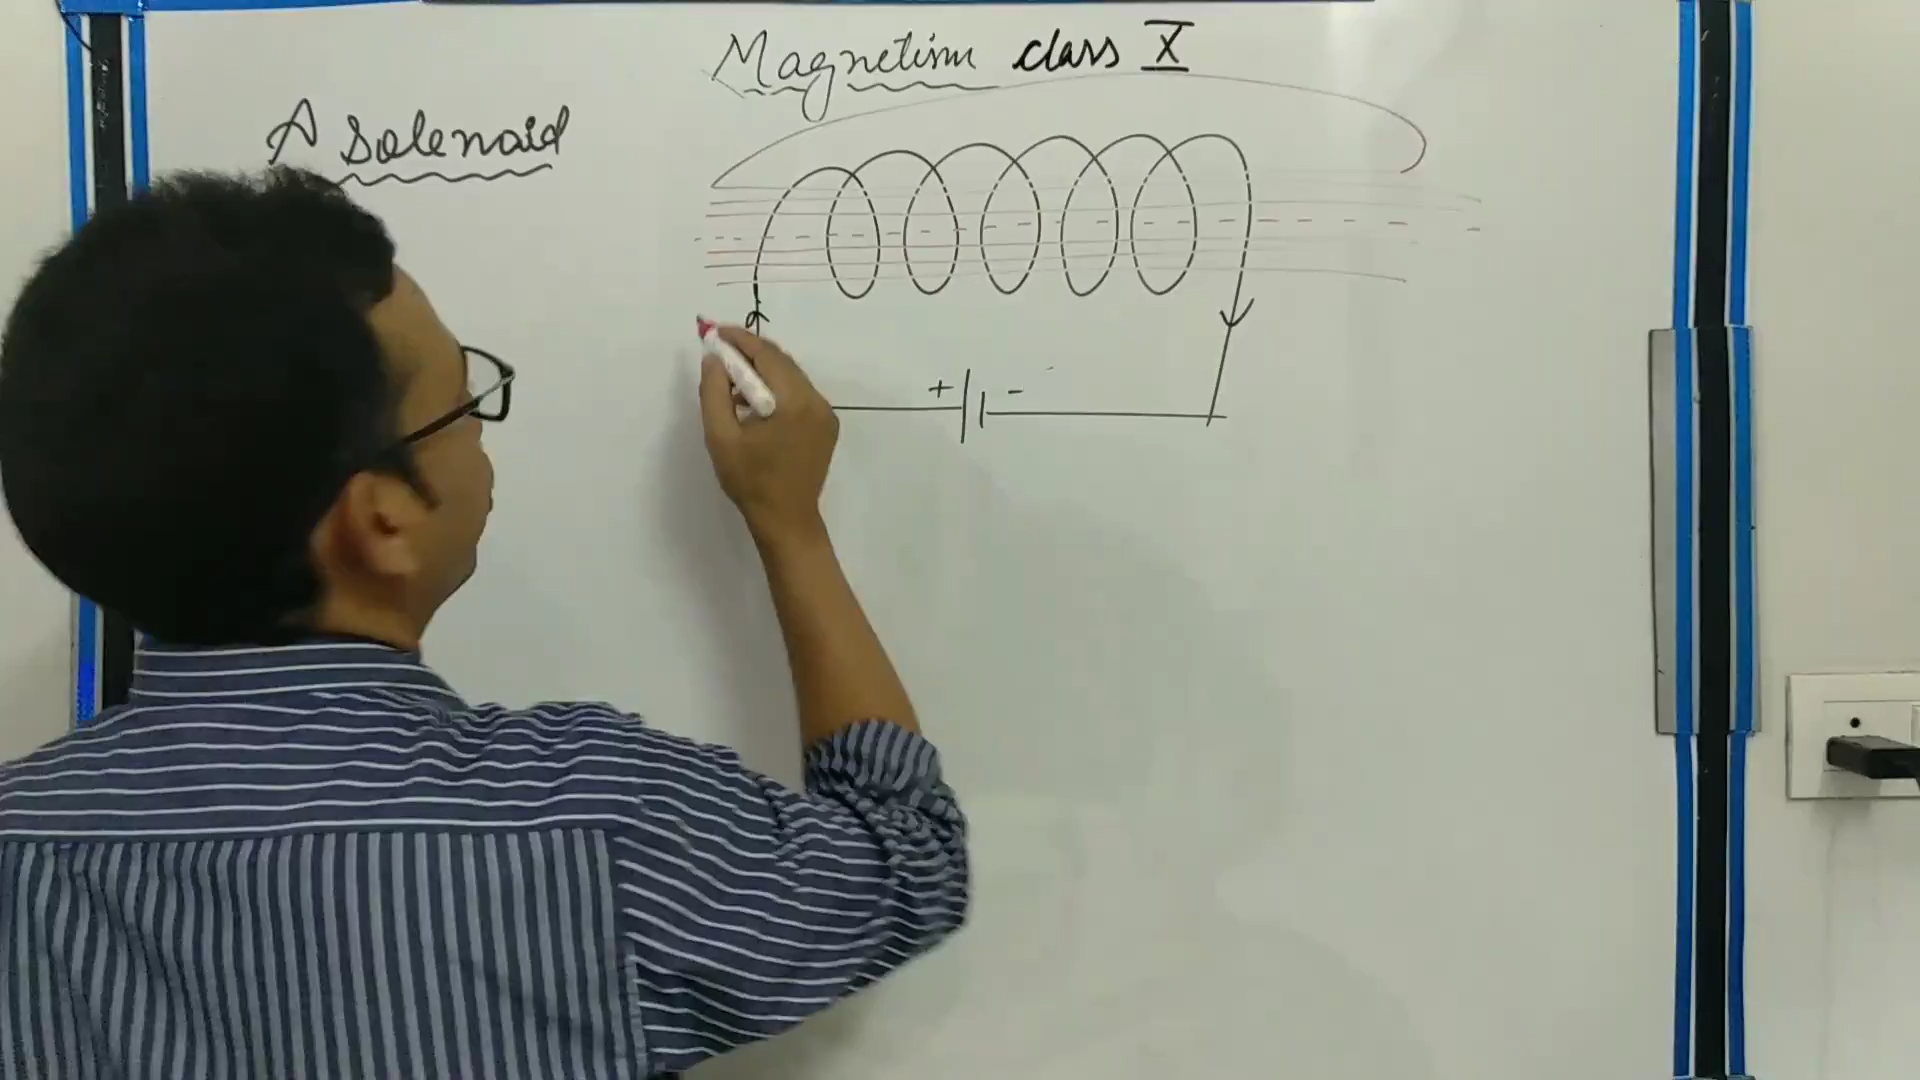 Magnetism class X
A solenoid
+ -